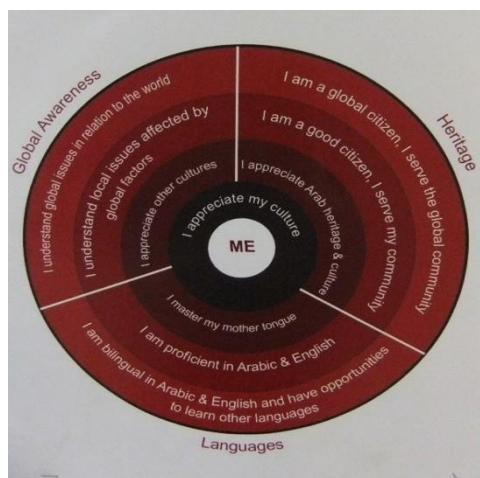 Global Awareness
I understand global issues in relation to the world
I understand local issues affected by
global factors
I appreciate other cultures
Heritage
I am a global citizen, I serve the global community
I am a good citizen, I serve my community
I appreciate Arab heritage & culture
I appreciate my culture
ME
I master my mother tongue
I am proficient in Arabic & English
I am bilingual in Arabic & English and have opportunities
to learn other languages
Languages